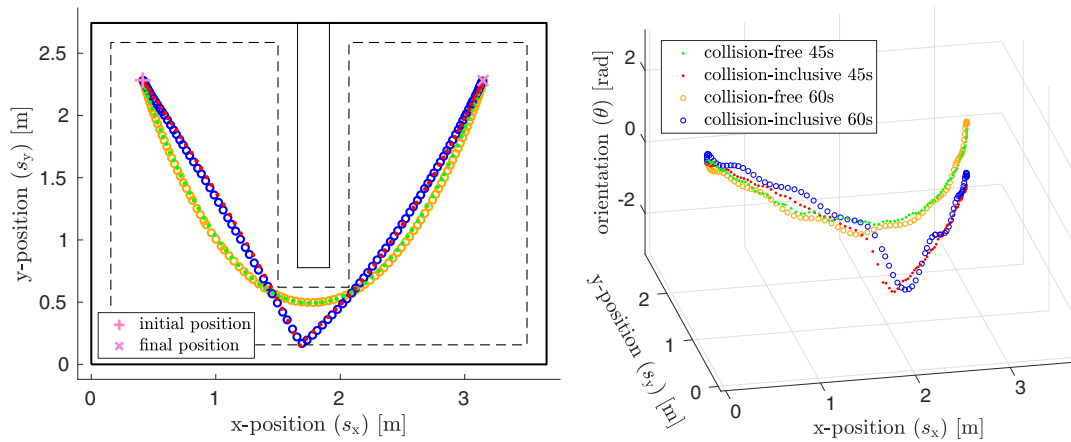 y-position (s_y) [m]
2.5
2
1.5
1
0.5
0
initial position
final position
0
1
2
3
x-position (s_x) [m]
collision-free 45s
collision-inclusive 45s
collision-free 60s
collision-inclusive 60s
orientation (θ) [rad]
2
0
-2
y-position (s_y) [m]
2
1
0
0
1
2
3
x-position (s_x) [m]